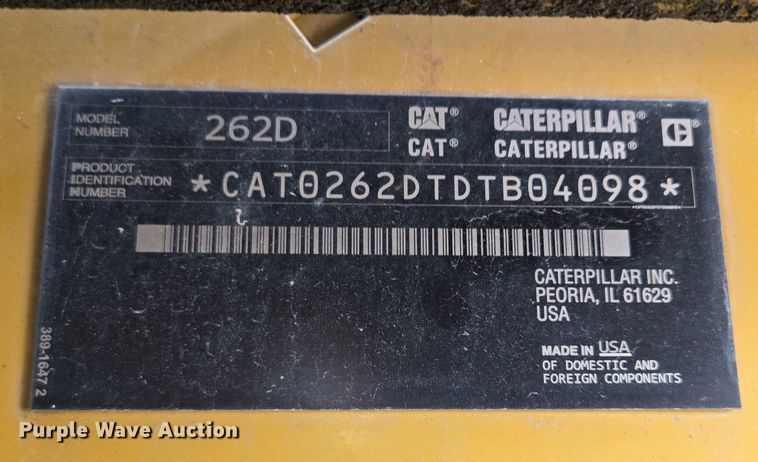 MODEL
NUMBER
262D
CAT® CATERPILLAR®
CAT® CATERPILLAR®
C
PRODUCT
IDENTIFICATION
NUMBER
*CAT0262DTDTB04098*
CATERPILLAR INC.
PEORIA, IL 61629
USA
MADE IN USA
OF DOMESTIC AND
FOREIGN COMPONENTS
389-1647 2
Purple Wave Auction